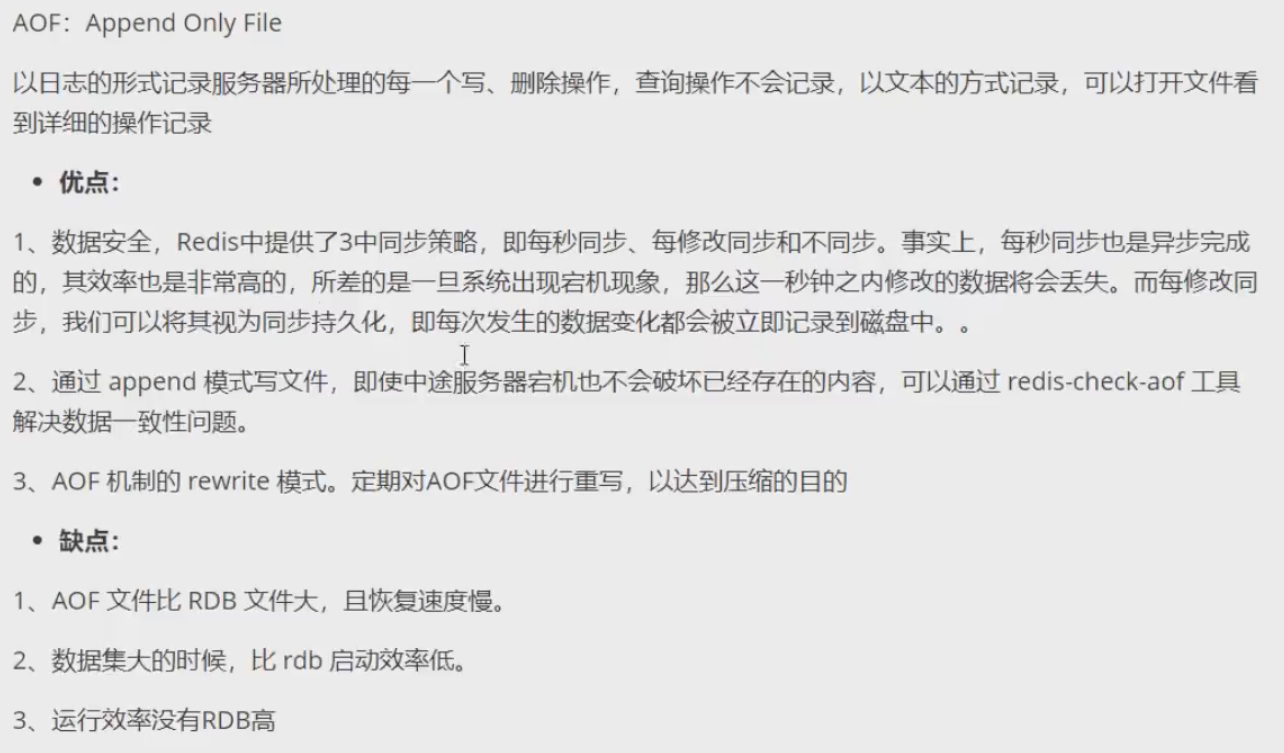 AOF：Append Only File
以日志的形式记录服务器所处理的每一个写、删除操作，查询操作不会记录，以文本的方式记录，可以打开文件看
到详细的操作记录
• 优点：
1、数据安全，Redis中提供了3中同步策略，即每秒同步、每修改同步和不同步。事实上，每秒同步也是异步完成
的，其效率也是非常高的，所差的是一旦系统出现宕机现象，那么这一秒钟之内修改的数据将会丢失。而每修改同
步，我们可以将其视为同步持久化，即每次发生的数据变化都会被立即记录到磁盘中。。
2、通过 append 模式写文件，即使中途服务器宕机也不会破坏已经存在的内容，可以通过 redis-check-aof 工具
解决数据一致性问题。
3、AOF 机制的 rewrite 模式。定期对AOF文件进行重写，以达到压缩的目的
• 缺点：
1、AOF 文件比 RDB 文件大，且恢复速度慢。
2、数据集大的时候，比 rdb 启动效率低。
3、运行效率没有RDB高